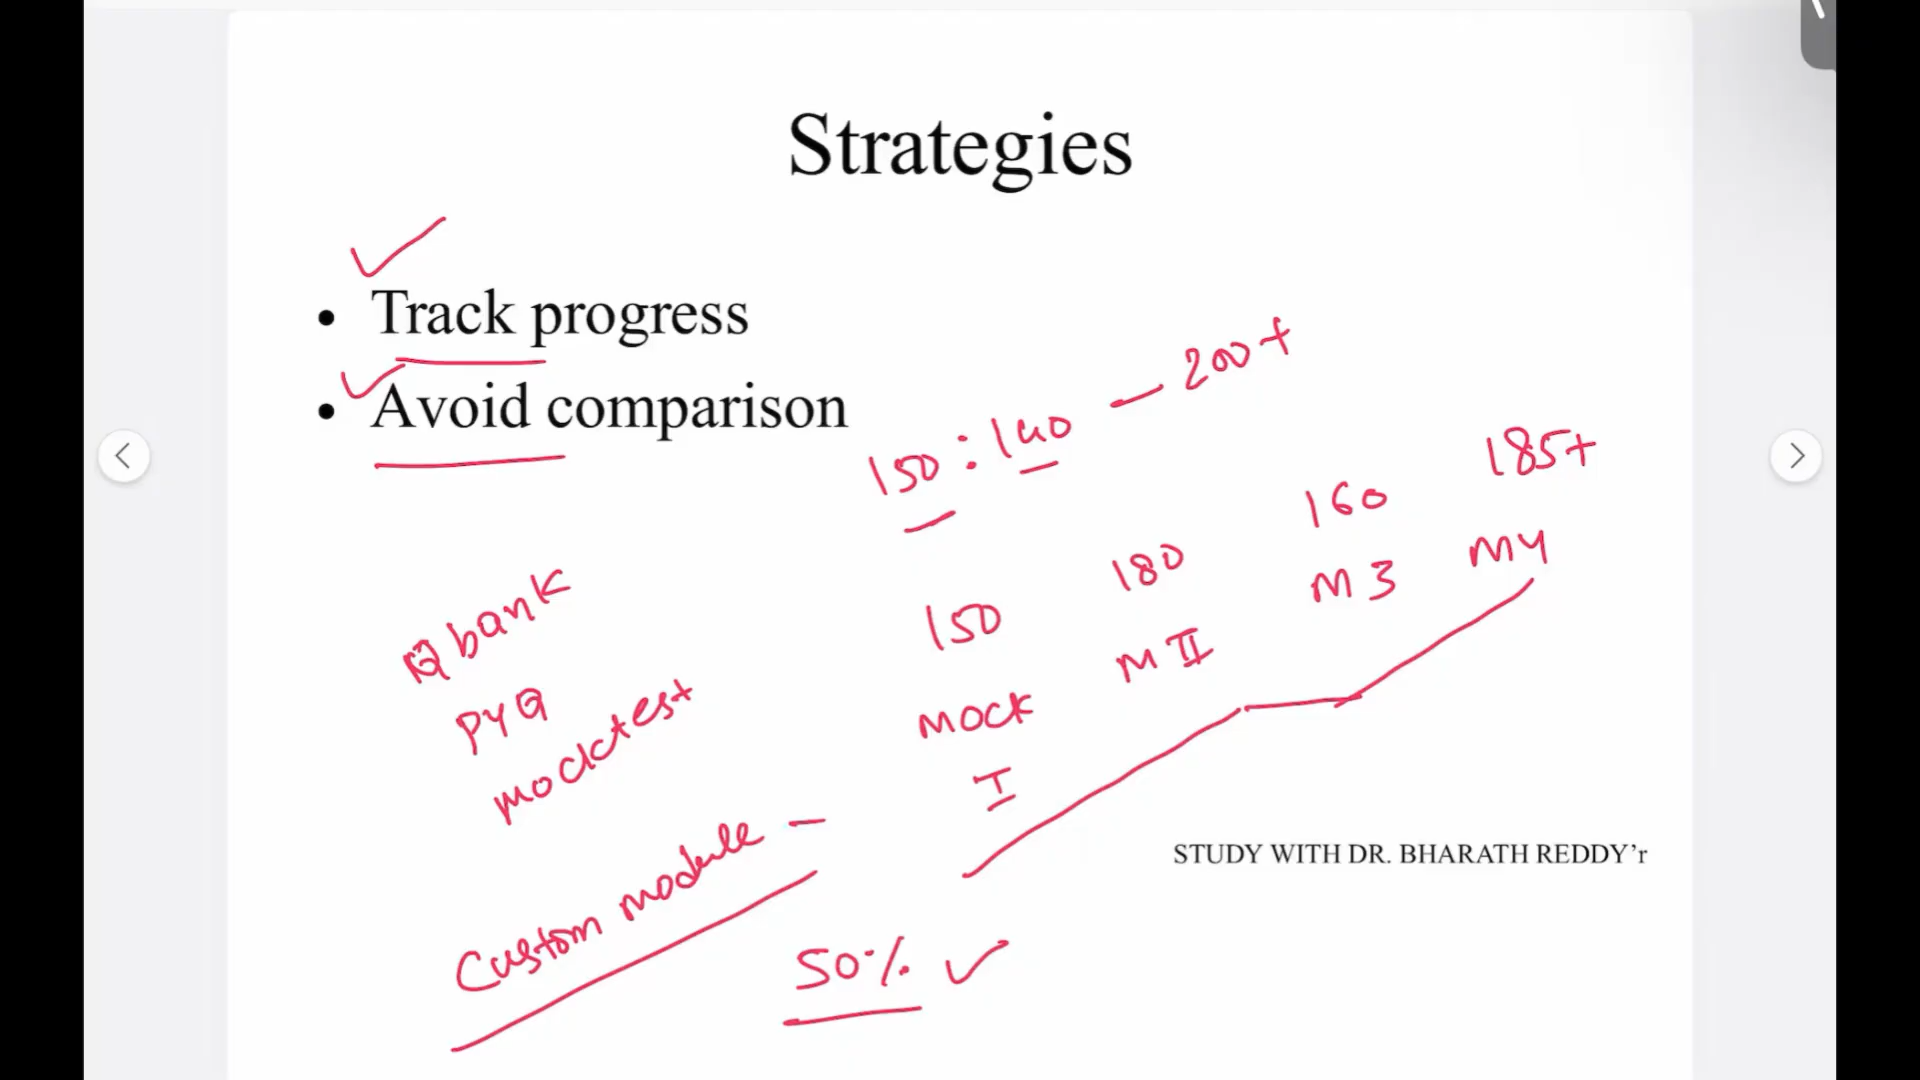 Strategies
• Track progress
• Avoid comparison
150 : 140 — 200+
150 180 160 185+
Mock I M II M3 M4
Qbank
PYQ
Mocktest
Custom module —
50%
STUDY WITH DR. BHARATH REDDY’r